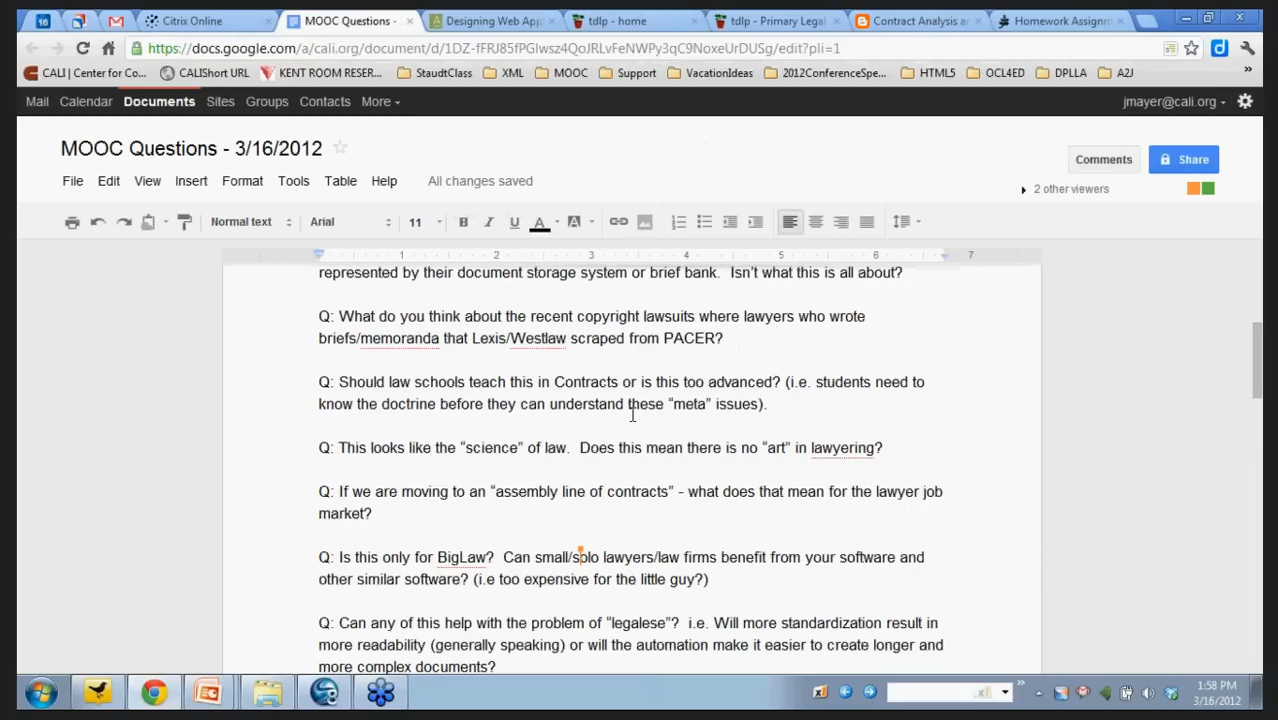 16
Citrix Online
MOOC Questions -
Designing Web App
tdlp - home
tdlp - Primary Legal
Contract Analysis an
Homework Assignm
https://docs.google.com/a/cali.org/document/d/1DZ-fFRJ85fPGlwsz4QoJRLvFeNWPy3qC9NoxeUrDUSg/edit?pli=1
CALI | Center for Co...
CALIShort URL
KENT ROOM RESER...
StaudtClass
XML
MOOC
Support
VacationIdeas
2012ConferenceSpe...
HTML5
OCL4ED
DPLLA
A2J
»
Mail Calendar Documents Sites Groups Contacts More
jmayer@cali.org
MOOC Questions - 3/16/2012
Comments
Share
File Edit View Insert Format Tools Table Help All changes saved
2 other viewers
Normal text Arial 11 B I U A A
1 2 3 4 5 6 7
represented by their document storage system or brief bank. Isn't what this is all about?
Q: What do you think about the recent copyright lawsuits where lawyers who wrote
briefs/memoranda that Lexis/Westlaw scraped from PACER?
Q: Should law schools teach this in Contracts or is this too advanced? (i.e. students need to
know the doctrine before they can understand these “meta” issues).
Q: This looks like the “science” of law. Does this mean there is no “art” in lawyering?
Q: If we are moving to an “assembly line of contracts” - what does that mean for the lawyer job
market?
Q: Is this only for BigLaw? Can small/solo lawyers/law firms benefit from your software and
other similar software? (i.e too expensive for the little guy?)
Q: Can any of this help with the problem of “legalese”? i.e. Will more standardization result in
more readability (generally speaking) or will the automation make it easier to create longer and
more complex documents?
1:58 PM
3/16/2012